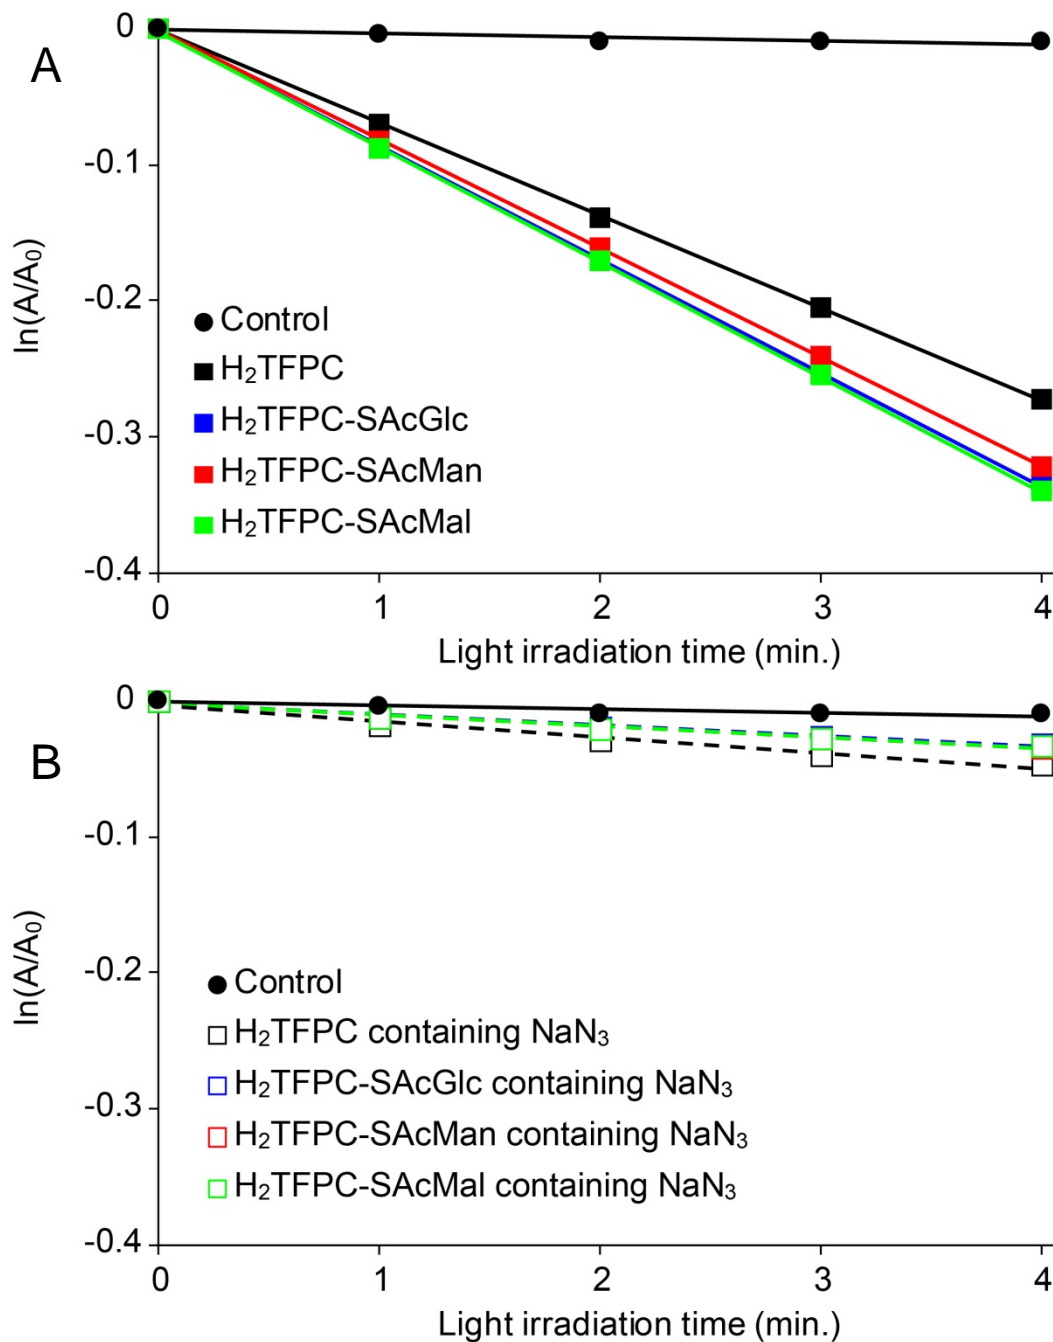 A
0
-0.1
-0.2
-0.3
-0.4
ln(A/A₀)
Control
H₂TFPC
H₂TFPC-SAcGlc
H₂TFPC-SAcMan
H₂TFPC-SAcMal
0 1 2 3 4
Light irradiation time (min.)
B
0
-0.1
-0.2
-0.3
-0.4
ln(A/A₀)
Control
H₂TFPC containing NaN₃
H₂TFPC-SAcGlc containing NaN₃
H₂TFPC-SAcMan containing NaN₃
H₂TFPC-SAcMal containing NaN₃
0 1 2 3 4
Light irradiation time (min.)